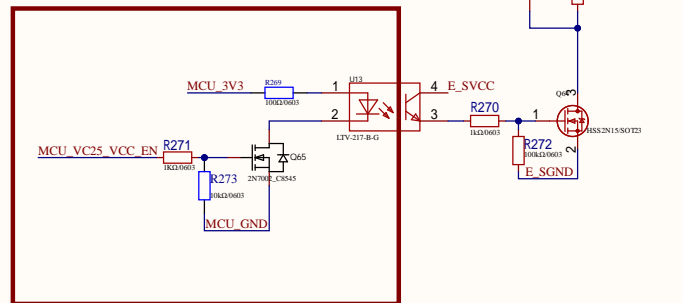 MCU_3V3
R269
100Ω/0603
1
2
U13
LTV-217-B-G
4
E_SVCC
3
R270
1kΩ/0603
1
3
HSS2N15/SOT23
2
R272
100kΩ/0603
E_SGND
MCU_VC25_VCC_EN
R271
1KΩ/0603
R273
10kΩ/0603
Q65
2N7002_C8545
MCU_GND